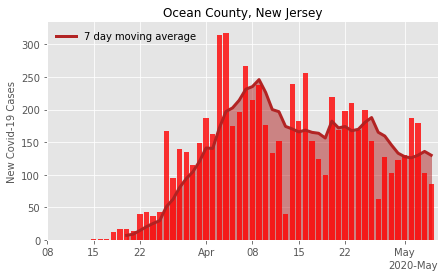 Ocean County, New Jersey
7 day moving average
New Covid-19 Cases
300
250
200
150
100
50
0
08 15 22 Apr 08 15 22 May
2020-May